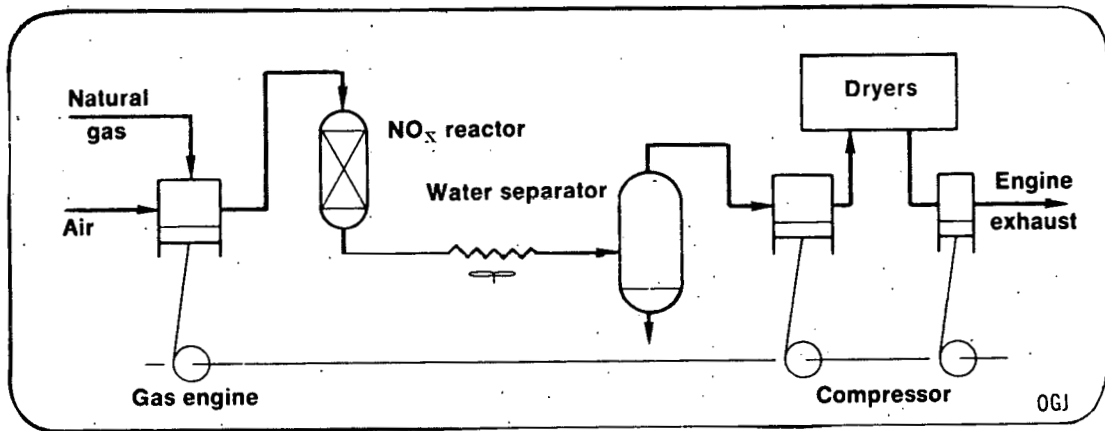 Natural
gas
Air
NOx reactor
Water separator
Dryers
Engine
exhaust
Gas engine
Compressor
OGJ